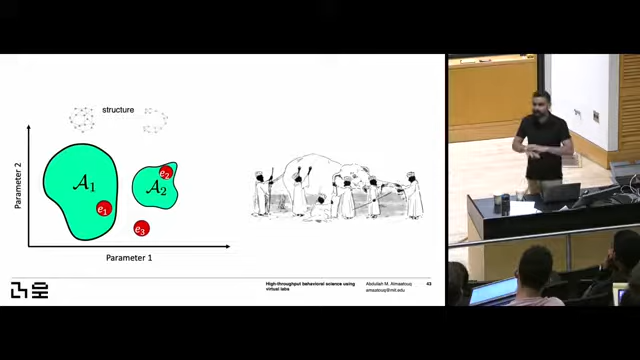 structure
Parameter 2
A1
A2
e1
e2
e3
Parameter 1
High-throughput behavioral science using
virtual labs
Abdullah M. Almaatouq
amaatouq@mit.edu
43